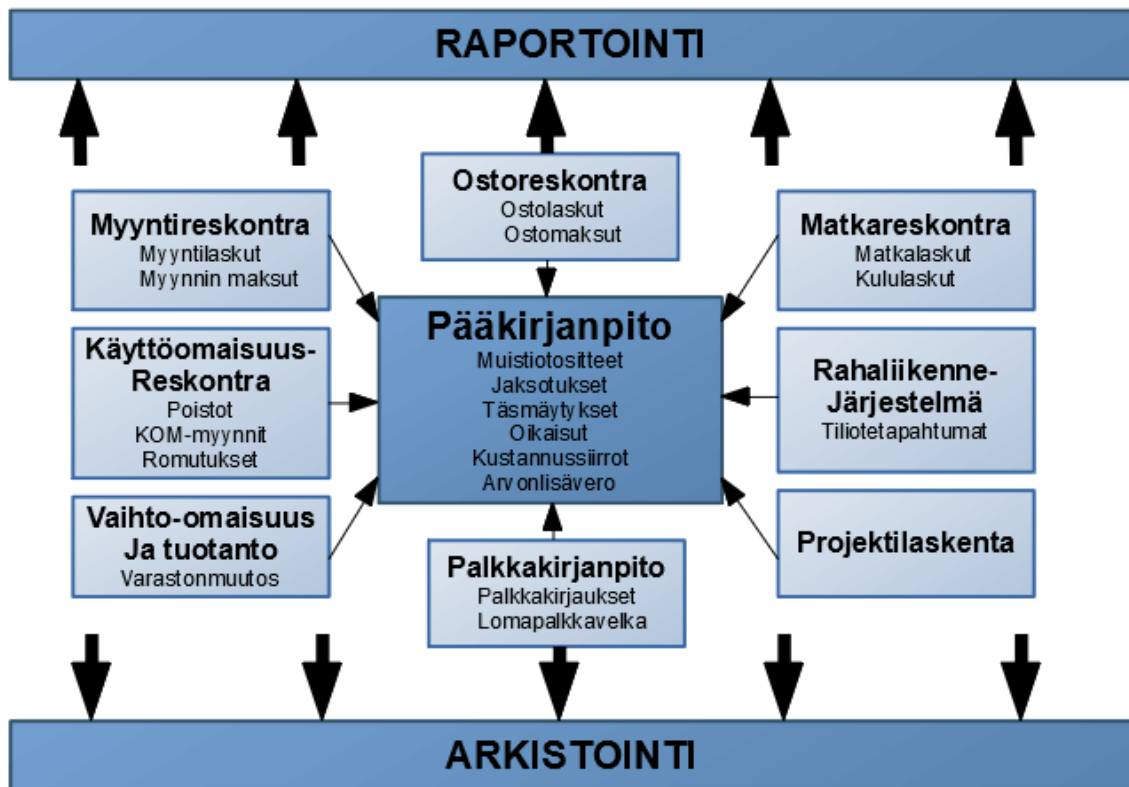 RAPORTOINTI
Ostoreskontra
Ostolaskut
Ostomaksut
Myyntireskontra
Myyntilaskut
Myynnin maksut
Matkareskontra
Matkalaskut
Kululaskut
Pääkirjanpito
Muistiotositteet
Jaksotukset
Täsmäytykset
Oikaisut
Kustannussiirrot
Arvonlisävero
Käyttöomaisuus-
Reskontra
Poistot
KOM-myynnit
Romutukset
Rahaliikenne-
Järjestelmä
Tiliotetapahtumat
Vaihto-omaisuus
Ja tuotanto
Varastonmuutos
Palkkakirjanpito
Palkkakirjaukset
Lomapalkkavelka
Projektilaskenta
ARKISTOINTI